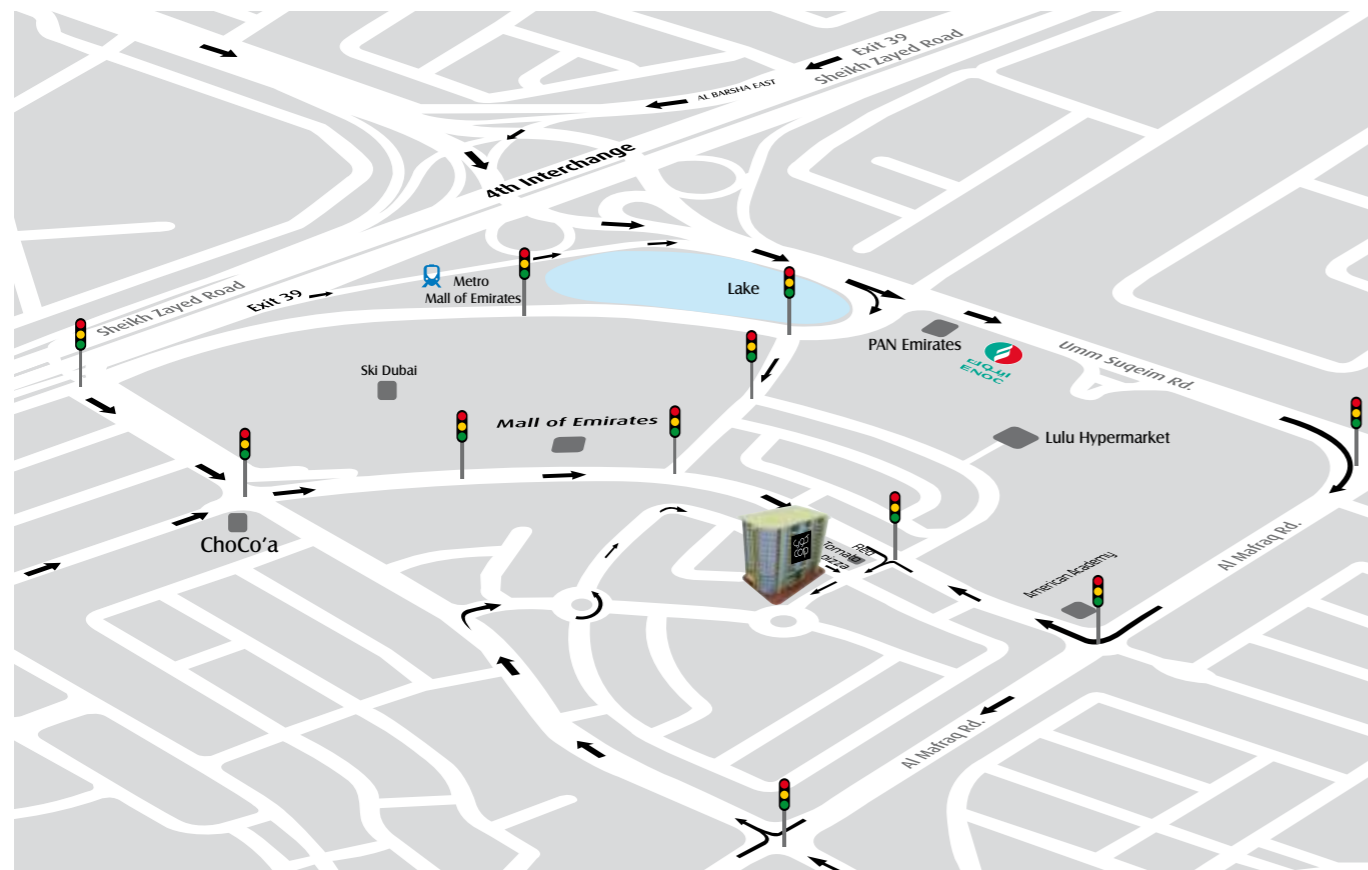 Exit 39
Sheikh Zayed Road
AL BARSHA EAST
4th Interchange
Metro
Mall of Emirates
Lake
Sheikh Zayed Road
Exit 39
PAN Emirates
اينوك
ENOC
Umm Suqeim Rd.
Ski Dubai
Mall of Emirates
Lulu Hypermarket
ChoCo'a
Red
Tomato
pizza
Al Mafraq Rd.
American Academy
Al Mafraq Rd.